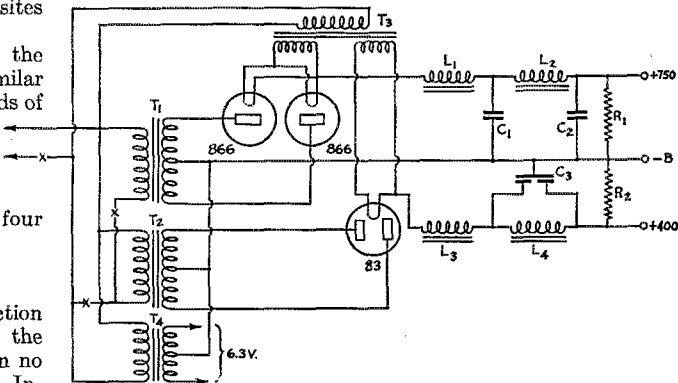 sites
the
milar
ds of
four
ction
the
n no
In-
T3
L1
L2
+750
T1
866
866
C1
C2
R1
-B
C3
R2
T2
83
L3
L4
+400
T4
6.3V.
x
x
x